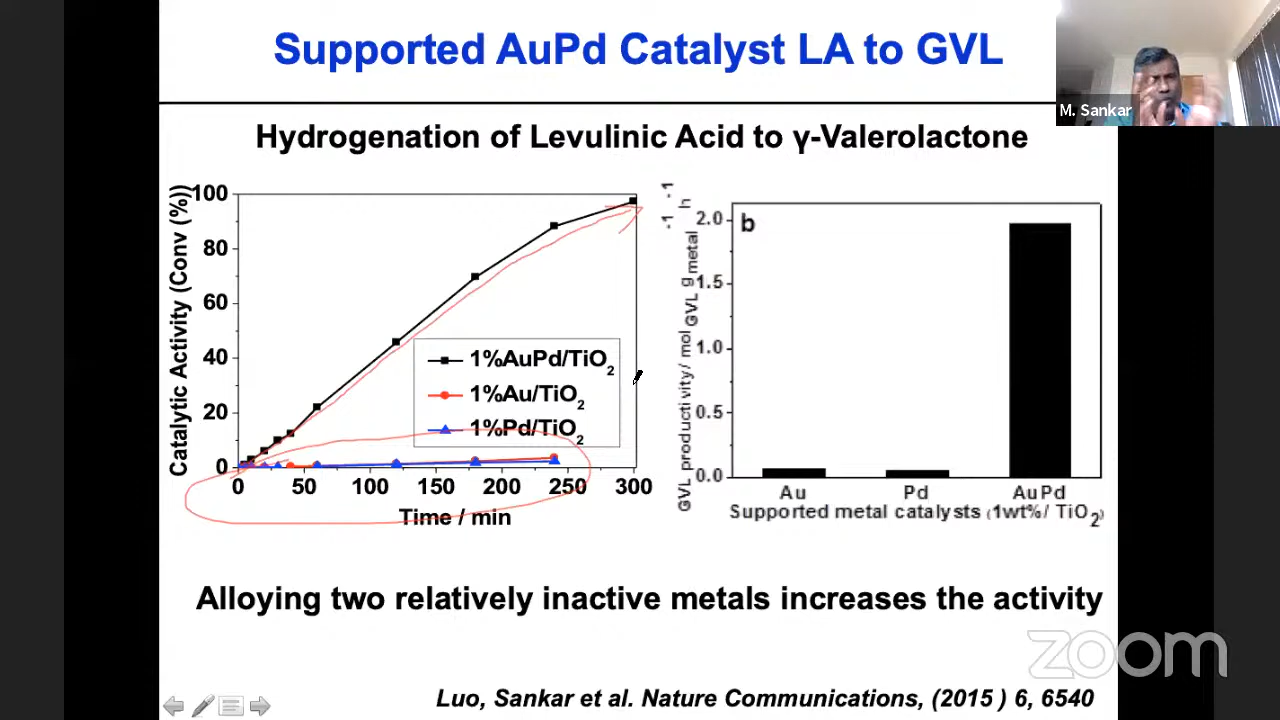 Supported AuPd Catalyst LA to GVL
M. Sankar
Hydrogenation of Levulinic Acid to γ-Valerolactone
Catalytic Activity (Conv (%))
100
80
60
40
20
0
0 50 100 150 200 250 300
Time / min
1%AuPd/TiO2
1%Au/TiO2
1%Pd/TiO2
GVL productivity/ molGVL gmetal-1 h-1
b
2.0
1.5
1.0
0.5
0.0
Au Pd AuPd
Supported metal catalysts (1wt%/ TiO2)
Alloying two relatively inactive metals increases the activity
zoom
Luo, Sankar et al. Nature Communications, (2015 ) 6, 6540